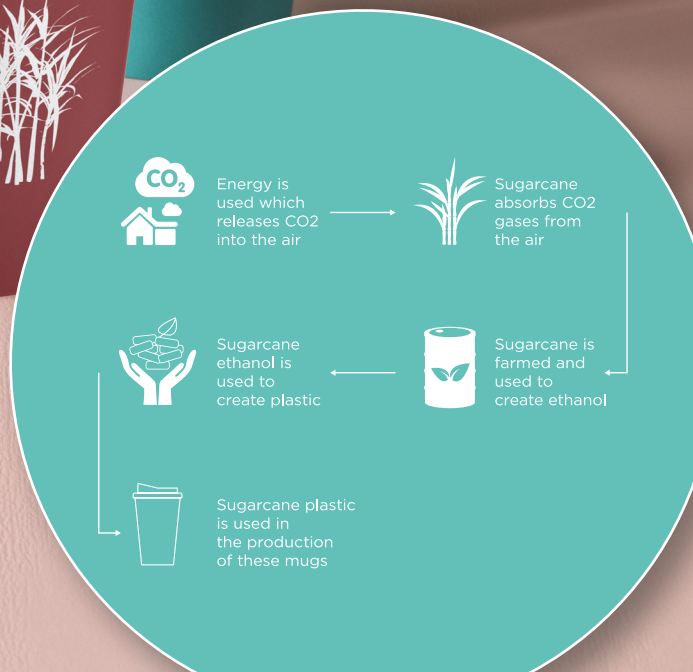 CO2
Energy is
used which
releases CO2
into the air
Sugarcane
absorbs CO2
gases from
the air
Sugarcane is
farmed and
used to
create ethanol
Sugarcane
ethanol is
used to
create plastic
Sugarcane plastic
is used in
the production
of these mugs